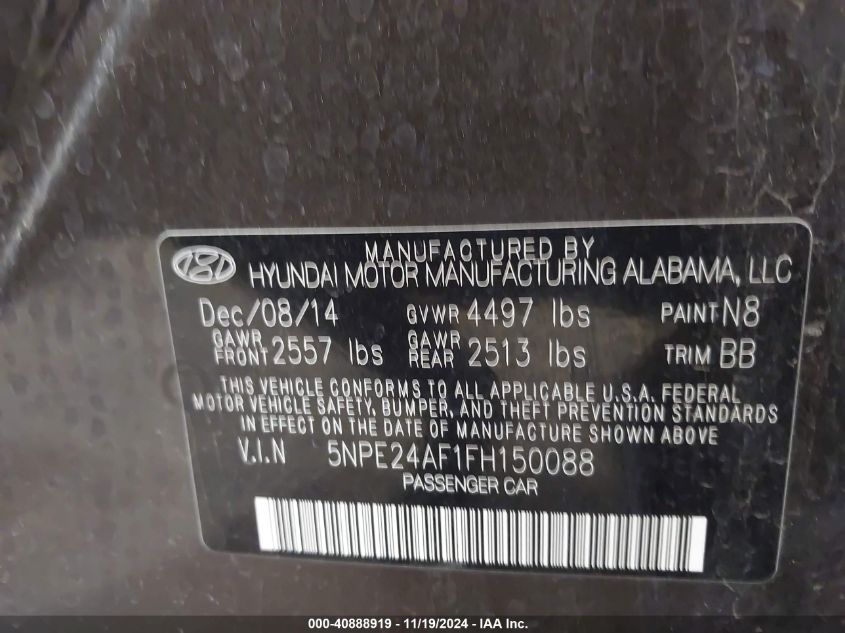 MANUFACTURED BY
HYUNDAI MOTOR MANUFACTURING ALABAMA, LLC
Dec/08/14 GVWR 4497 lbs PAINT N8
GAWR FRONT 2557 lbs GAWR REAR 2513 lbs TRIM BB
THIS VEHICLE CONFORMS TO ALL APPLICABLE U.S.A. FEDERAL
MOTOR VEHICLE SAFETY, BUMPER, AND THEFT PREVENTION STANDARDS
IN EFFECT ON THE DATE OF MANUFACTURE SHOWN ABOVE
V.I.N 5NPE24AF1FH150088
PASSENGER CAR
000-40888919 - 11/19/2024 - IAA, Inc.